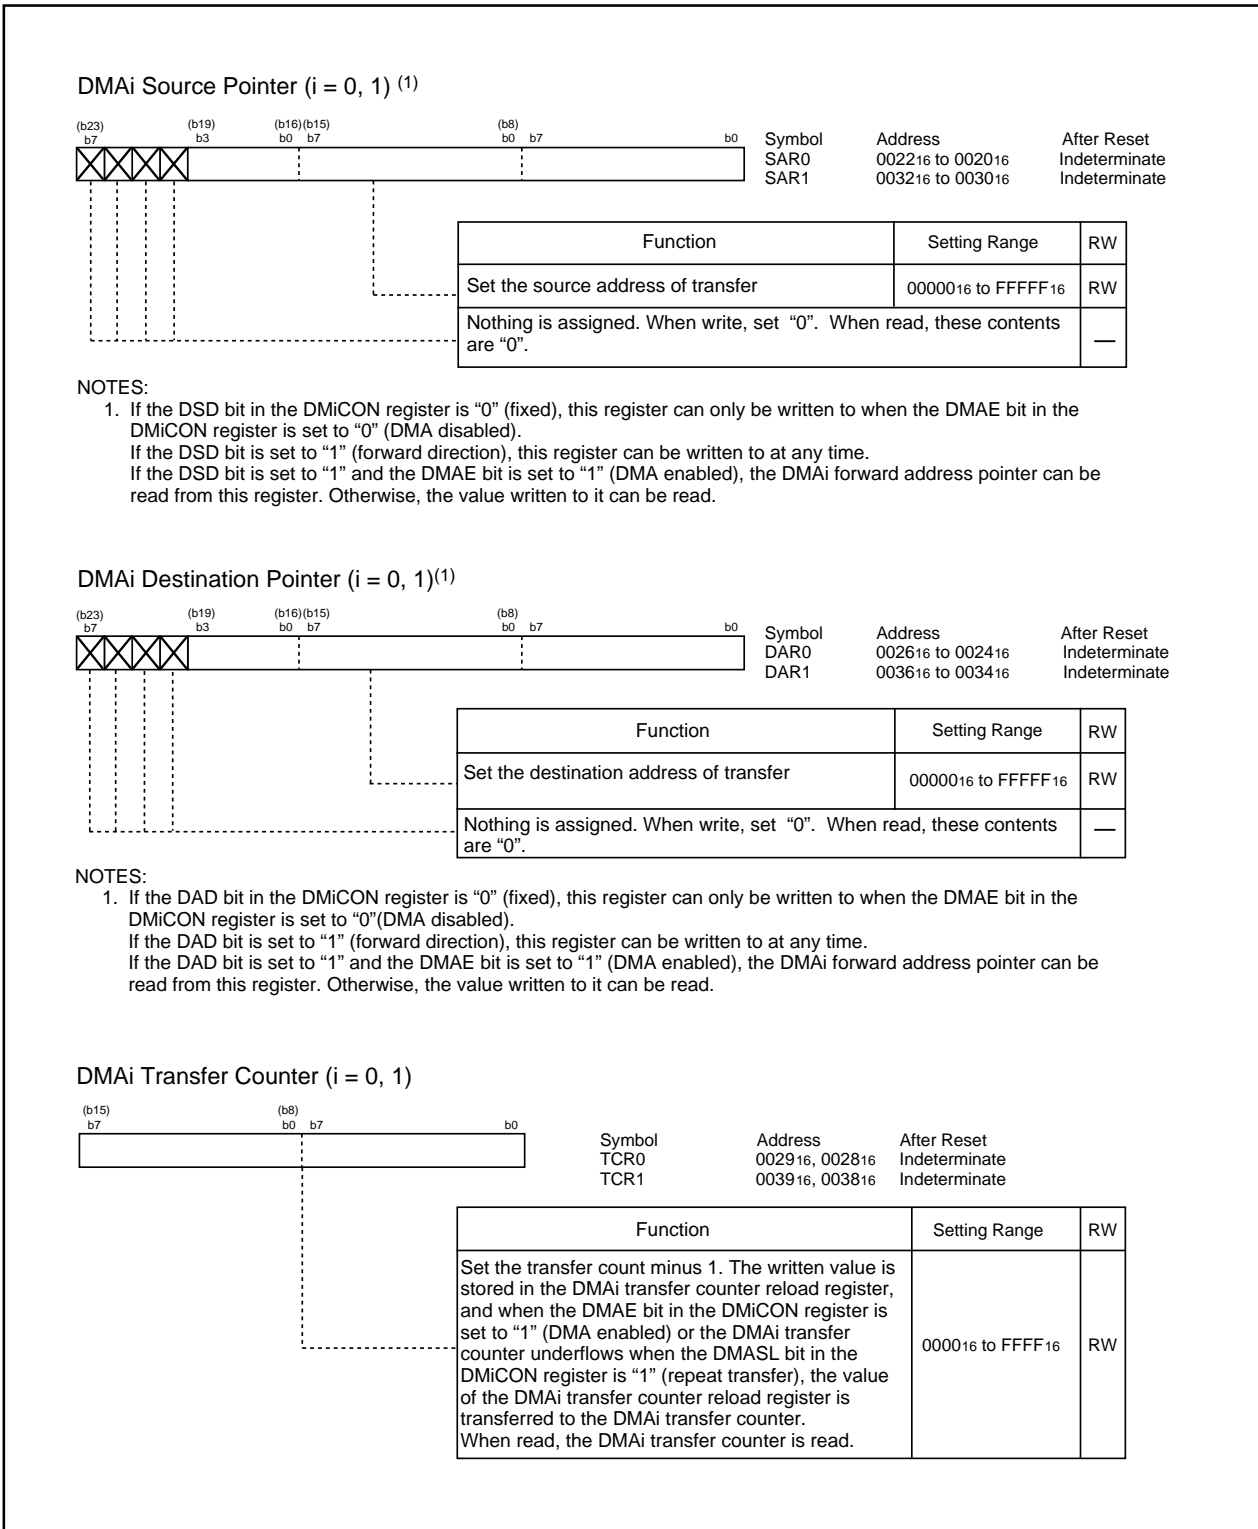 DMAi Source Pointer (i = 0, 1) (1)
(b23) (b19) (b16)(b15) (b8)
b7 b3 b0 b7 b0 b7 b0
Symbol Address After Reset
SAR0 002216 to 002016 Indeterminate
SAR1 003216 to 003016 Indeterminate
Function Setting Range RW
Set the source address of transfer 0000016 to FFFFF16 RW
Nothing is assigned. When write, set “0”. When read, these contents
are “0”. —
NOTES:
1. If the DSD bit in the DMiCON register is “0” (fixed), this register can only be written to when the DMAE bit in the
DMiCON register is set to “0” (DMA disabled).
If the DSD bit is set to “1” (forward direction), this register can be written to at any time.
If the DSD bit is set to “1” and the DMAE bit is set to “1” (DMA enabled), the DMAi forward address pointer can be
read from this register. Otherwise, the value written to it can be read.
DMAi Destination Pointer (i = 0, 1)(1)
(b23) (b19) (b16)(b15) (b8)
b7 b3 b0 b7 b0 b7 b0
Symbol Address After Reset
DAR0 002616 to 002416 Indeterminate
DAR1 003616 to 003416 Indeterminate
Function Setting Range RW
Set the destination address of transfer 0000016 to FFFFF16 RW
Nothing is assigned. When write, set “0”. When read, these contents
are “0”. —
NOTES:
1. If the DAD bit in the DMiCON register is “0” (fixed), this register can only be written to when the DMAE bit in the
DMiCON register is set to “0”(DMA disabled).
If the DAD bit is set to “1” (forward direction), this register can be written to at any time.
If the DAD bit is set to “1” and the DMAE bit is set to “1” (DMA enabled), the DMAi forward address pointer can be
read from this register. Otherwise, the value written to it can be read.
DMAi Transfer Counter (i = 0, 1)
(b15) (b8)
b7 b0 b7 b0
Symbol Address After Reset
TCR0 002916, 002816 Indeterminate
TCR1 003916, 003816 Indeterminate
Function Setting Range RW
Set the transfer count minus 1. The written value is
stored in the DMAi transfer counter reload register,
and when the DMAE bit in the DMiCON register is
set to “1” (DMA enabled) or the DMAi transfer
counter underflows when the DMASL bit in the 000016 to FFFF16 RW
DMiCON register is “1” (repeat transfer), the value
of the DMAi transfer counter reload register is
transferred to the DMAi transfer counter.
When read, the DMAi transfer counter is read.